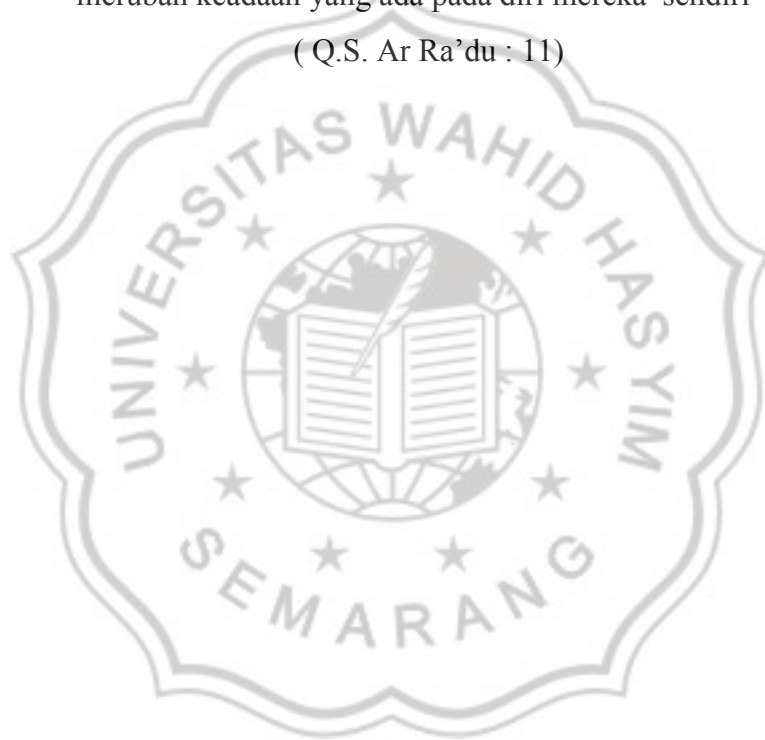 merubah keadaan yang ada pada diri mereka sendiri
( Q.S. Ar Ra’du : 11)
UNIVERSITAS WAHID HASYIM
SEMARANG